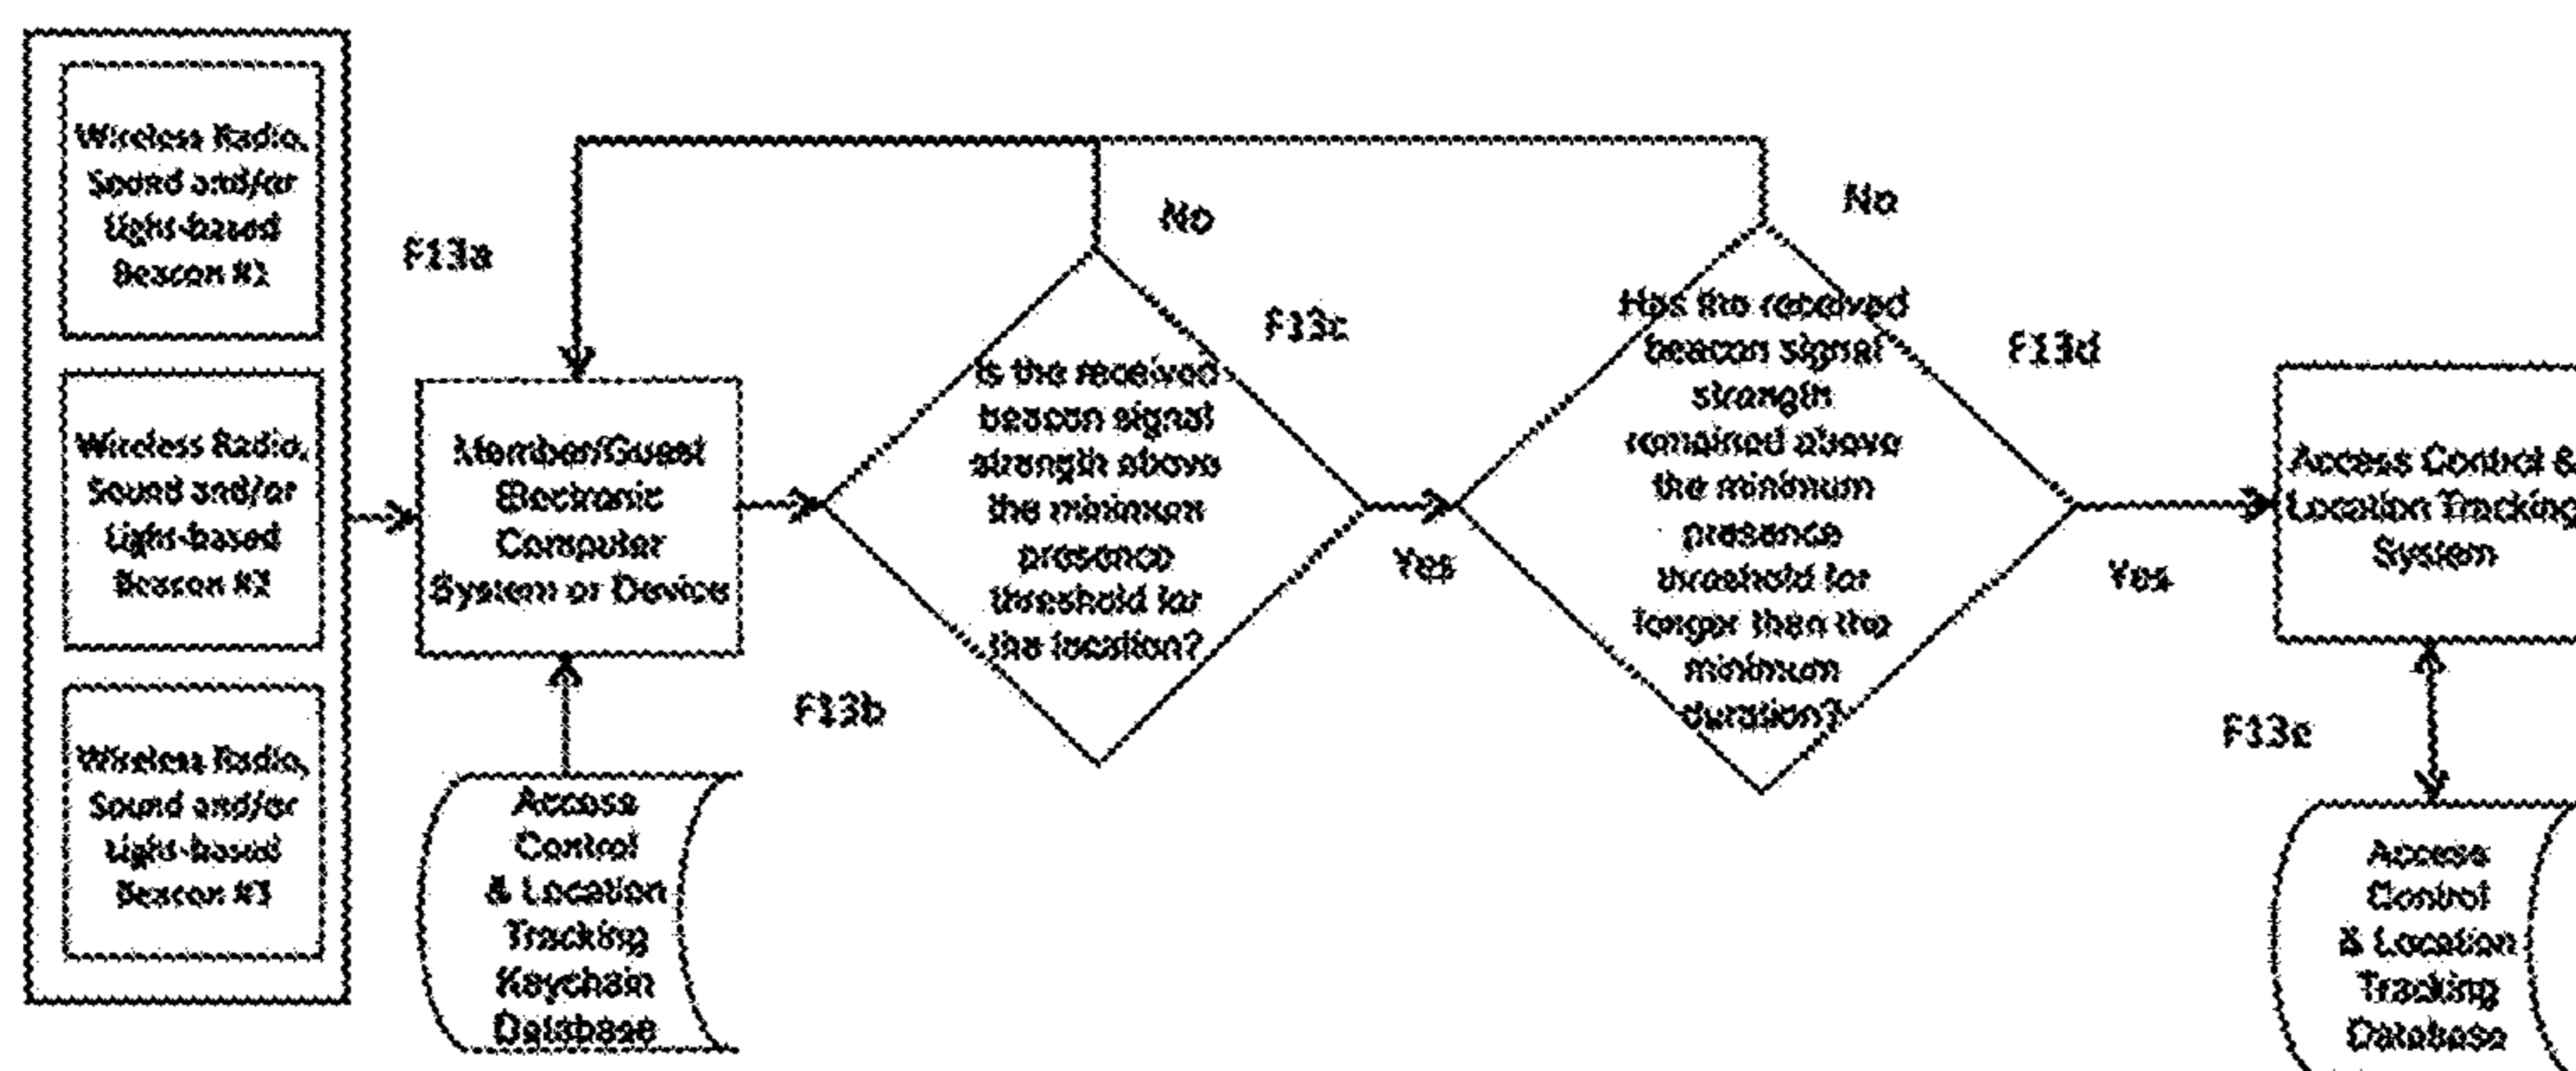 Wireless Radio,
Sound and/or
Light-based
Beacon #1
Wireless Radio,
Sound and/or
Light-based
Beacon #2
Wireless Radio,
Sound and/or
Light-based
Beacon #3
F13a
Member/Guest
Electronic
Computer
System or Device
Access
Control
& Location
Tracking
Keychain
Database
F13b
No
F13c
Is the received
beacon signal
strength above
the minimum
presence
threshold for
the location?
Yes
No
F13d
Has the received
beacon signal
strength
remained above
the minimum
presence
threshold for
longer than the
minimum
duration?
Yes
Access Control &
Location Tracking
System
F13e
Access
Control
& Location
Tracking
Database